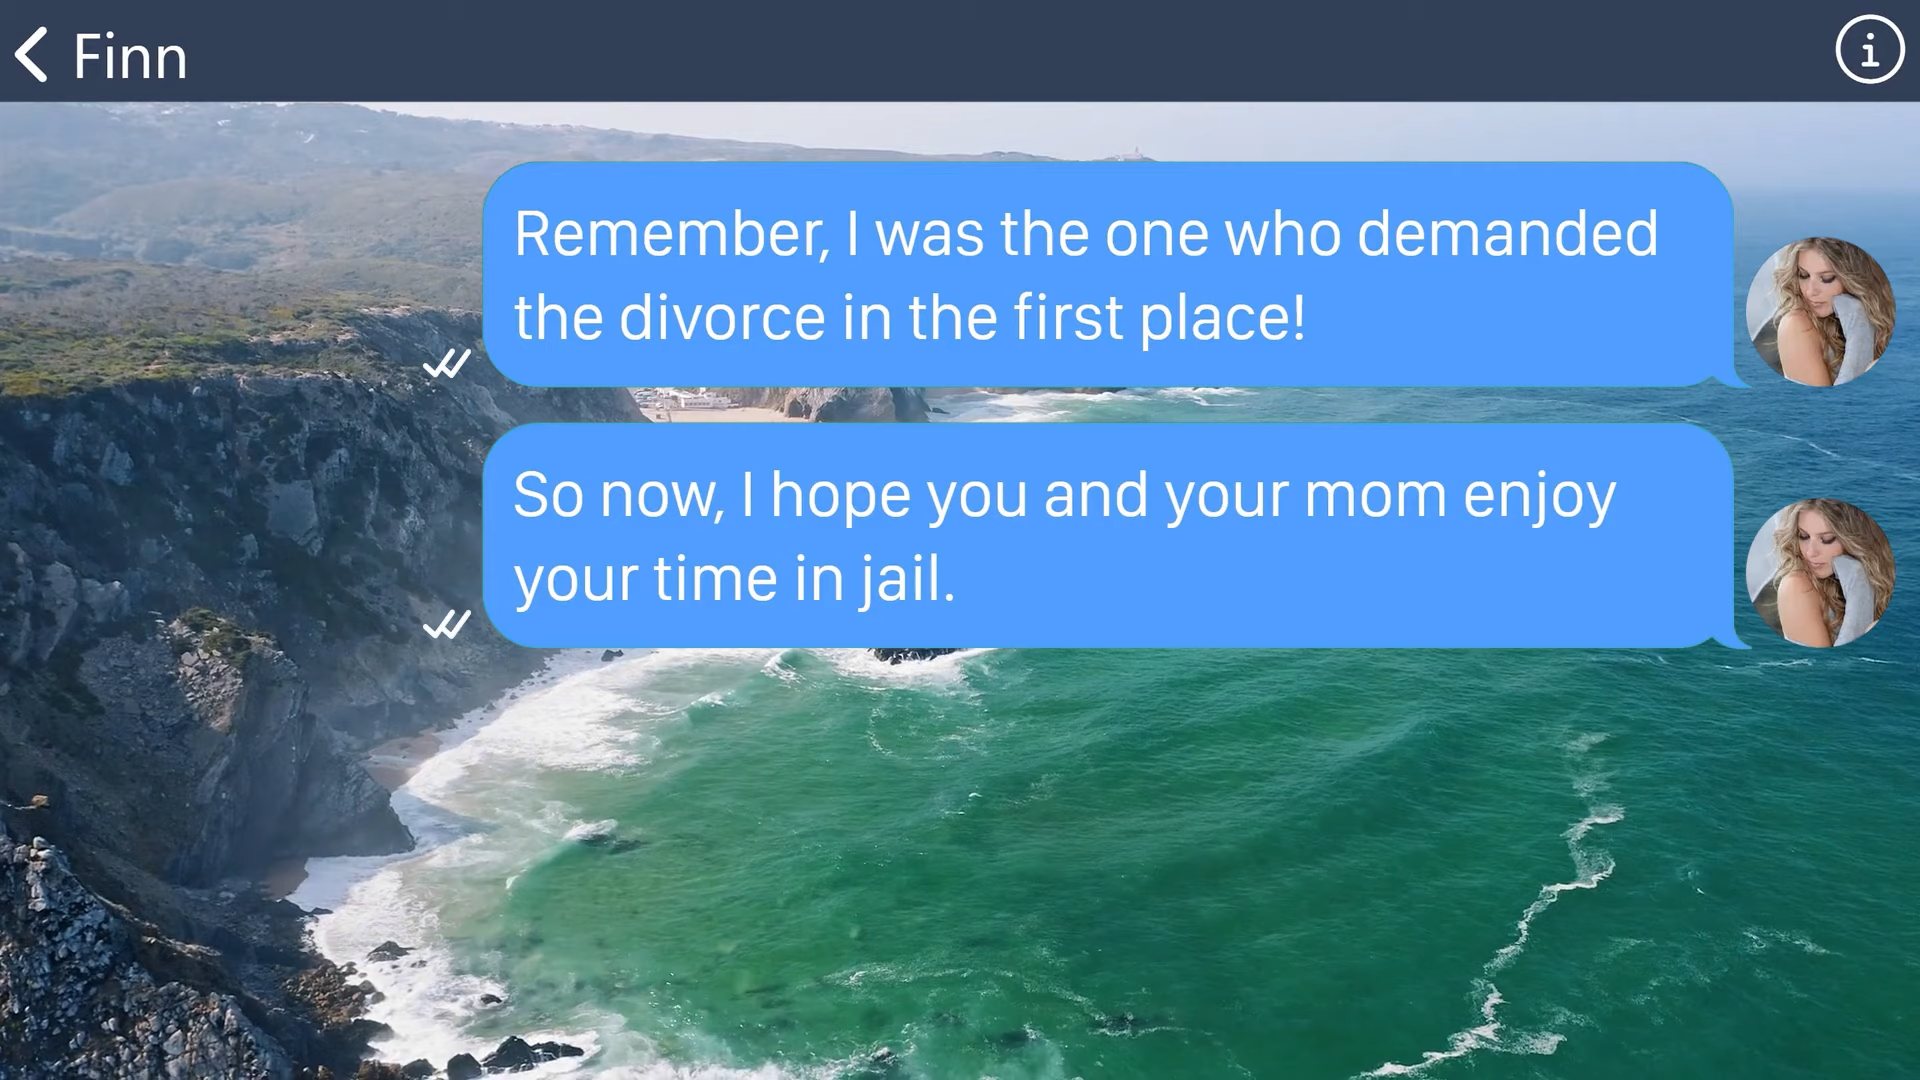 Finn
Remember, I was the one who demanded
the divorce in the first place!
So now, I hope you and your mom enjoy
your time in jail.